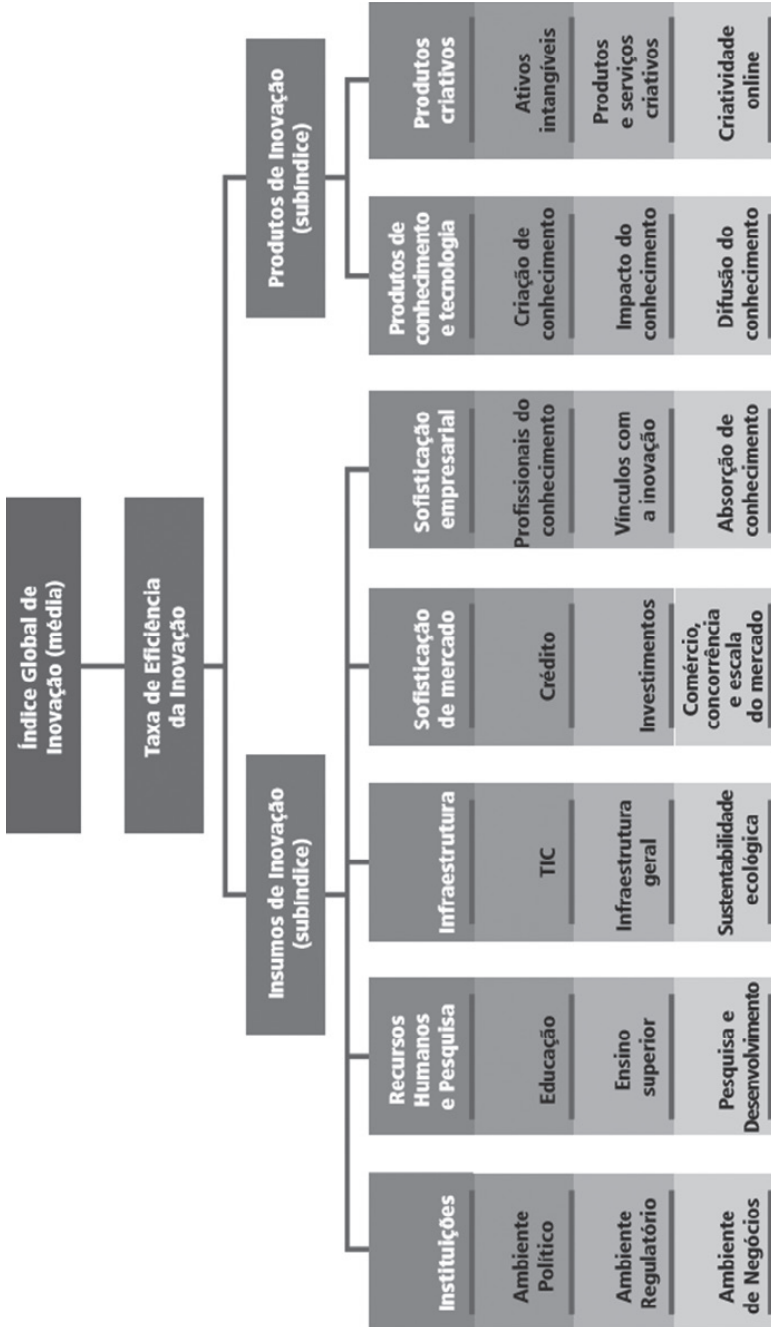 Índice Global de
Inovação (média)
Taxa de Eficiência
da Inovação
Insumos de Inovação
(subíndice)
Produtos de Inovação
(subíndice)
Instituições
Ambiente
Político
Ambiente
Regulatório
Ambiente
de Negócios
Recursos
Humanos
e Pesquisa
Educação
Ensino
superior
Pesquisa e
Desenvolvimento
Infraestrutura
TIC
Infraestrutura
geral
Sustentabilidade
ecológica
Sofisticação
de mercado
Crédito
Investimentos
Comércio,
concorrência
e escala
do mercado
Sofisticação
empresarial
Profissionais do
conhecimento
Vínculos com
a inovação
Absorção de
conhecimento
Produtos de
conhecimento
e tecnologia
Criação de
conhecimento
Impacto do
conhecimento
Difusão do
conhecimento
Produtos
criativos
Ativos
intangíveis
Produtos
e serviços
criativos
Criatividade
online